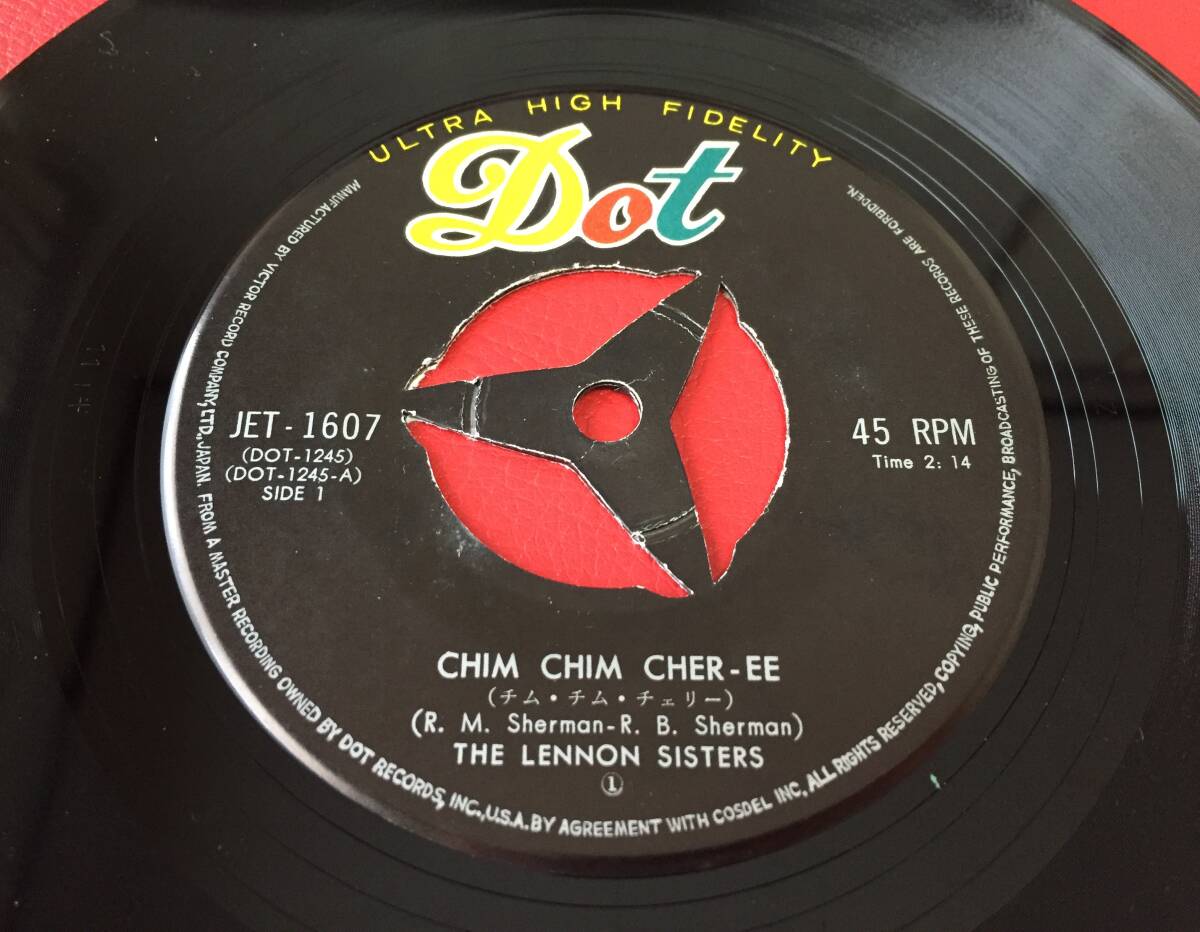 ULTRA HIGH FIDELITY
Dot
JET-1607
(DOT-1245)
(DOT-1245-A)
SIDE 1
45 RPM
Time 2:14
CHIM CHIM CHER-EE
(チム・チム・チェリー)
(R. M. Sherman-R. B. Sherman)
THE LENNON SISTERS
①
MANUFACTURED BY VICTOR RECORD COMPANY, LTD., JAPAN. FROM A MASTER RECORDING OWNED BY DOT RECORDS, INC., U.S.A. BY AGREEMENT WITH COSDEL INC, ALL RIGHTS RESERVED, COPYING, PUBLIC PERFORMANCE, BROADCASTING OF THESE RECORDS ARE FORBIDDEN.